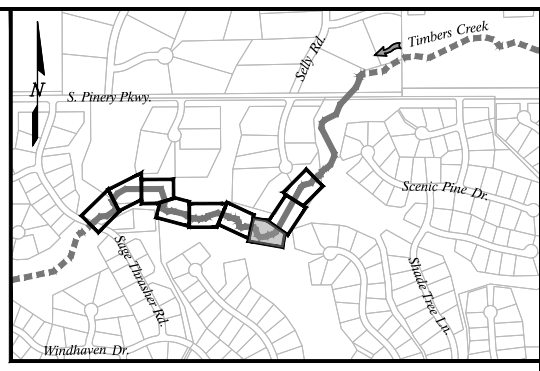 Timbers Creek
Selly Rd.
N
S. Pinery Pkwy.
Scenic Pine Dr.
Sage Thrasher Rd.
Shade Tree Ln.
Windhaven Dr.